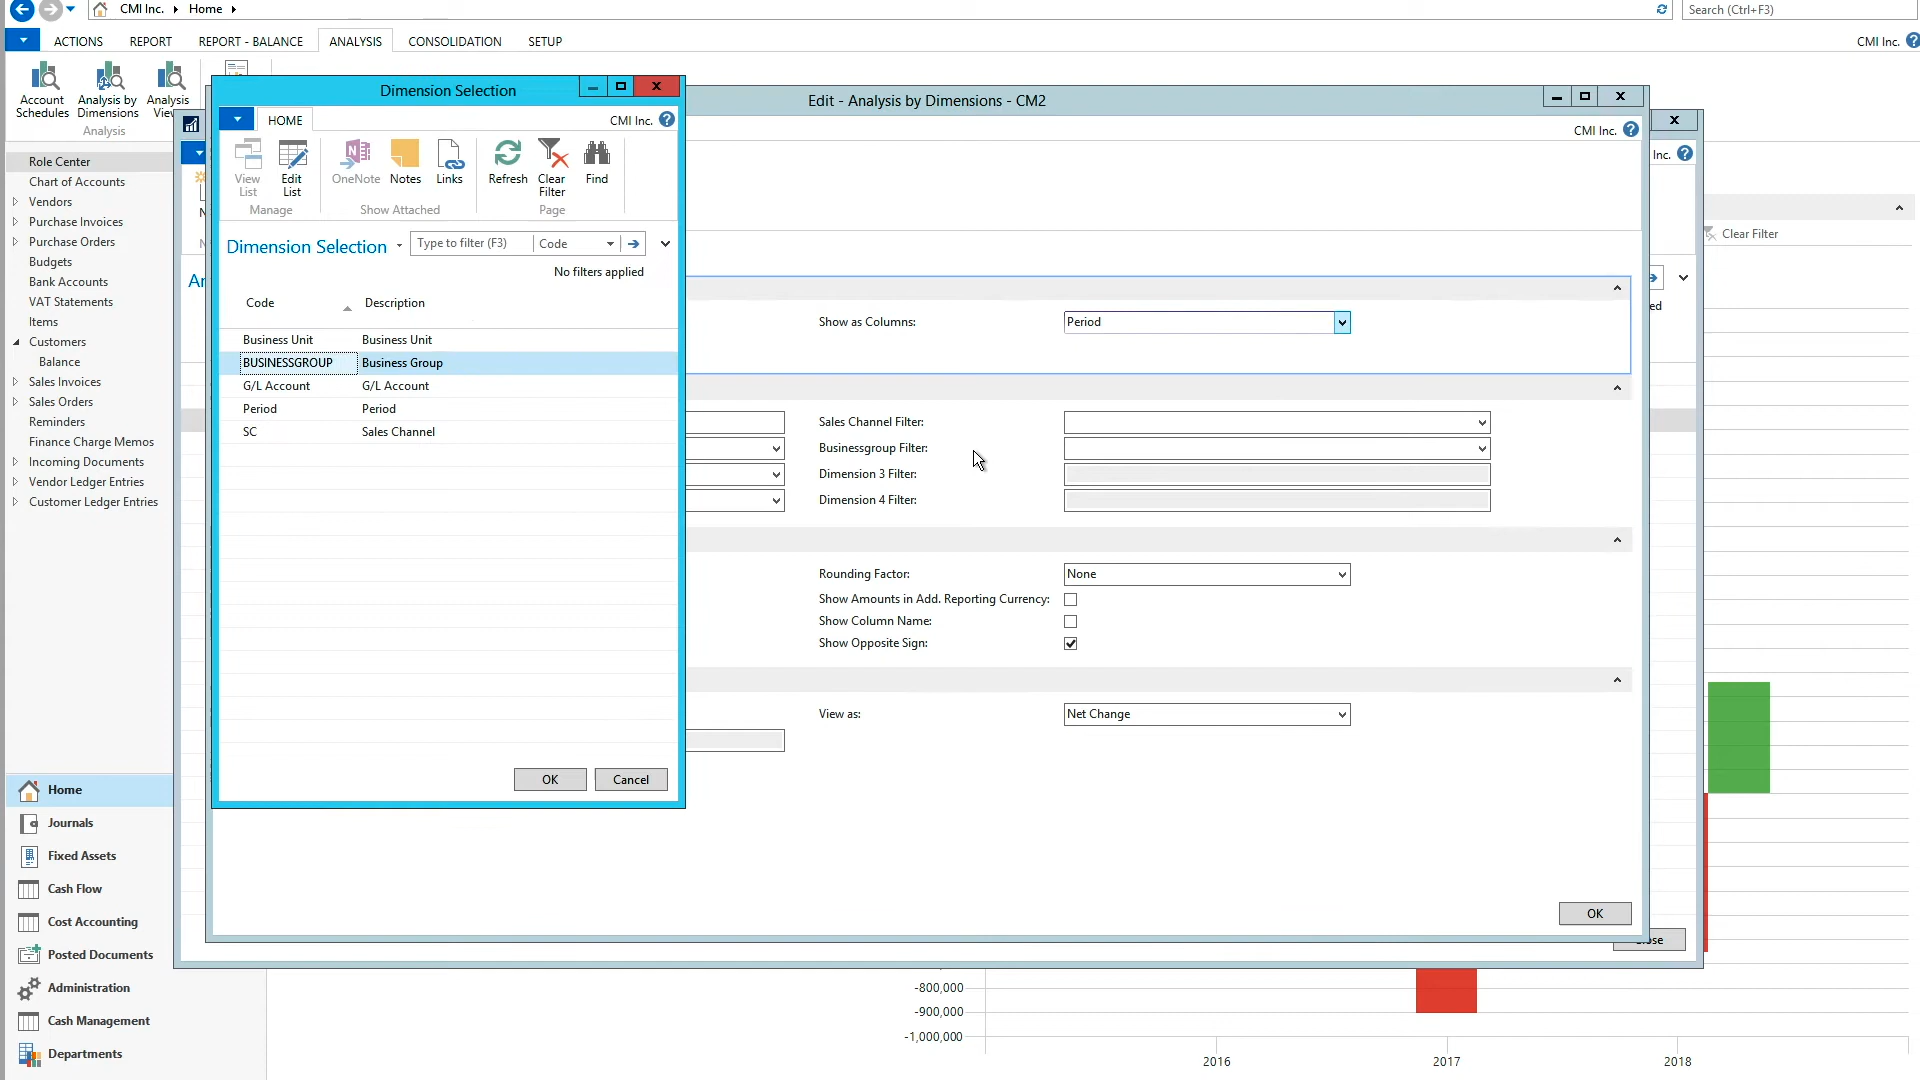 CMI Inc. Home
Search (Ctrl+F3)
ACTIONS REPORT REPORT - BALANCE ANALYSIS CONSOLIDATION SETUP
CMI Inc.
Account Schedules
Analysis by Dimensions
Analysis
Analysis
Role Center
Chart of Accounts
Vendors
Purchase Invoices
Purchase Orders
Budgets
Bank Accounts
VAT Statements
Items
Customers
Balance
Sales Invoices
Sales Orders
Reminders
Finance Charge Memos
Incoming Documents
Vendor Ledger Entries
Customer Ledger Entries
Home
Journals
Fixed Assets
Cash Flow
Cost Accounting
Posted Documents
Administration
Cash Management
Departments
Dimension Selection
HOME
CMI Inc.
View List
Edit List
OneNote
Notes
Links
Refresh
Clear Filter
Find
Manage
Show Attached
Page
Dimension Selection
Type to filter (F3)
Code
No filters applied
Code Description
Business Unit Business Unit
BUSINESSGROUP Business Group
G/L Account G/L Account
Period Period
SC Sales Channel
OK
Cancel
Edit - Analysis by Dimensions - CM2
CMI Inc.
Inc.
Clear Filter
Show as Columns: Period
Sales Channel Filter:
Businessgroup Filter:
Dimension 3 Filter:
Dimension 4 Filter:
Rounding Factor: None
Show Amounts in Add. Reporting Currency:
Show Column Name:
Show Opposite Sign:
View as: Net Change
OK
-800,000
-900,000
-1,000,000
2016 2017 2018